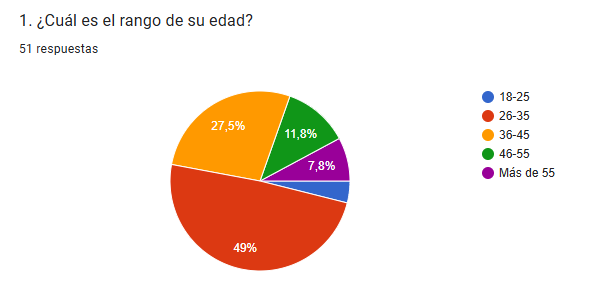 1. ¿Cuál es el rango de su edad?
51 respuestas
18-25
26-35
36-45
46-55
Más de 55
27,5%
11,8%
7,8%
49%